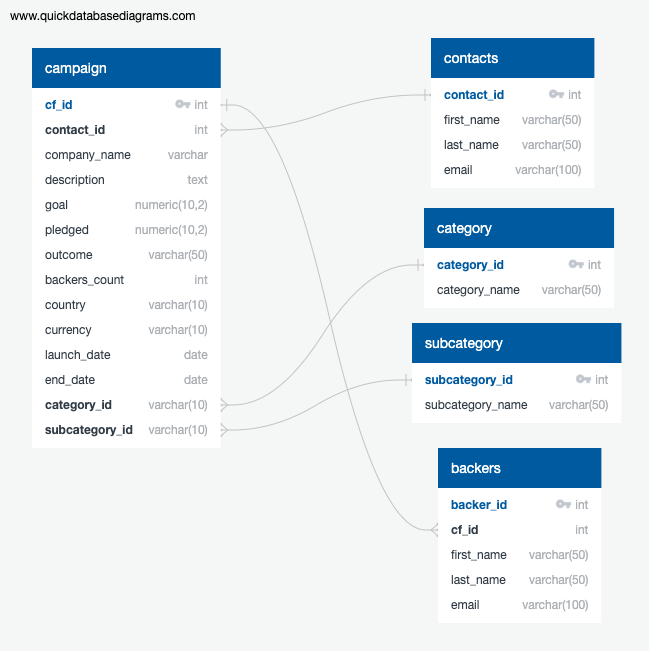 www.quickdatabasediagrams.com
campaign
cf_id int
contact_id int
company_name varchar
description text
goal numeric(10,2)
pledged numeric(10,2)
outcome varchar(50)
backers_count int
country varchar(10)
currency varchar(10)
launch_date date
end_date date
category_id varchar(10)
subcategory_id varchar(10)
contacts
contact_id int
first_name varchar(50)
last_name varchar(50)
email varchar(100)
category
category_id int
category_name varchar(50)
subcategory
subcategory_id int
subcategory_name varchar(50)
backers
backer_id int
cf_id int
first_name varchar(50)
last_name varchar(50)
email varchar(100)